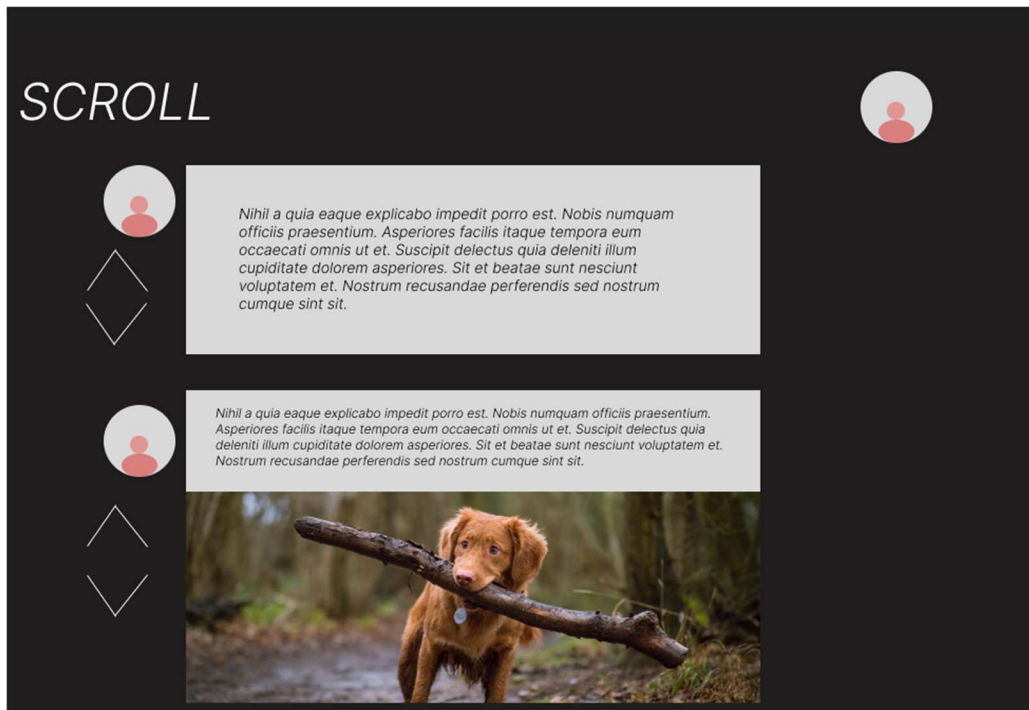 SCROLL
Nihil a quia eaque explicabo impedit porro est. Nobis numquam
officiis praesentium. Asperiores facilis itaque tempora eum
occaecati omnis ut et. Suscipit delectus quia deleniti illum
cupiditate dolorem asperiores. Sit et beatae sunt nesciunt
voluptatem et. Nostrum recusandae perferendis sed nostrum
cumque sint sit.
Nihil a quia eaque explicabo impedit porro est. Nobis numquam officiis praesentium.
Asperiores facilis itaque tempora eum occaecati omnis ut et. Suscipit delectus quia
deleniti illum cupiditate dolorem asperiores. Sit et beatae sunt nesciunt voluptatem et.
Nostrum recusandae perferendis sed nostrum cumque sint sit.